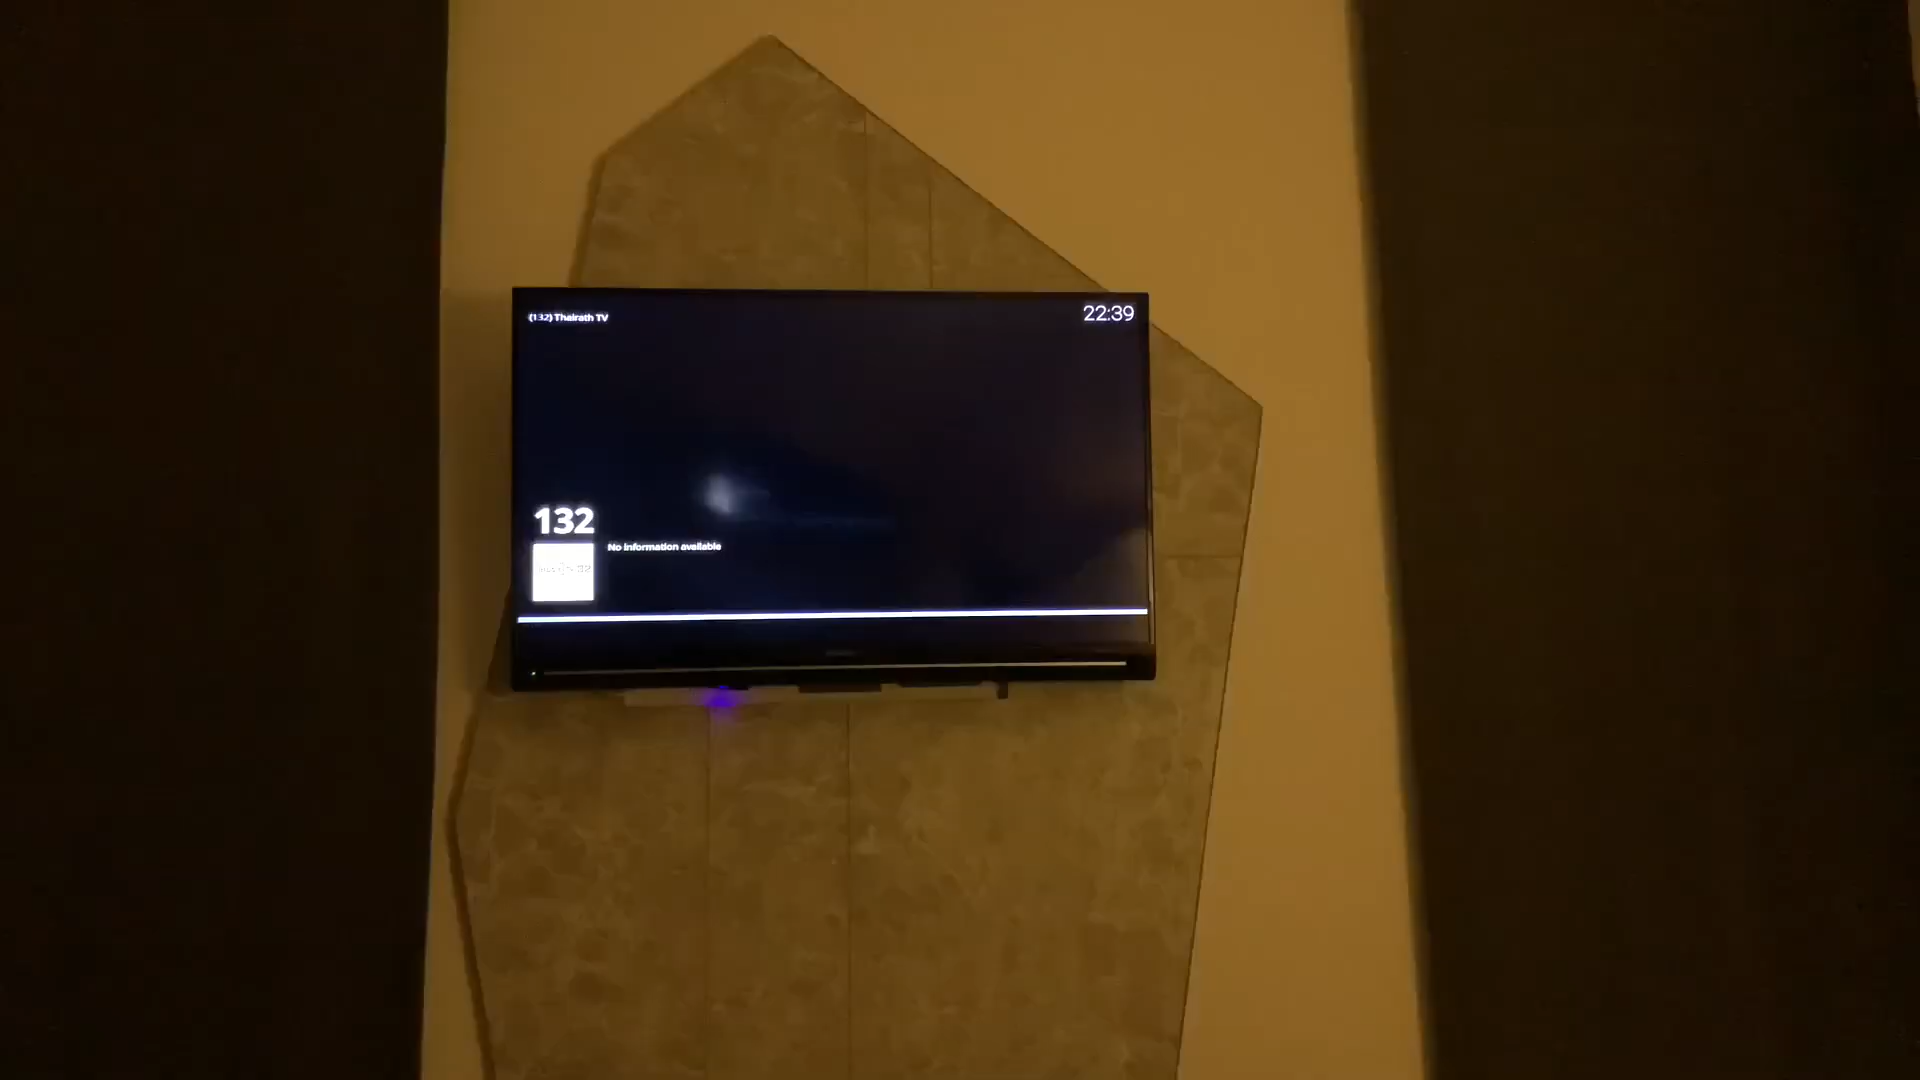 (132) Thairath TV
22:39
132
No information available